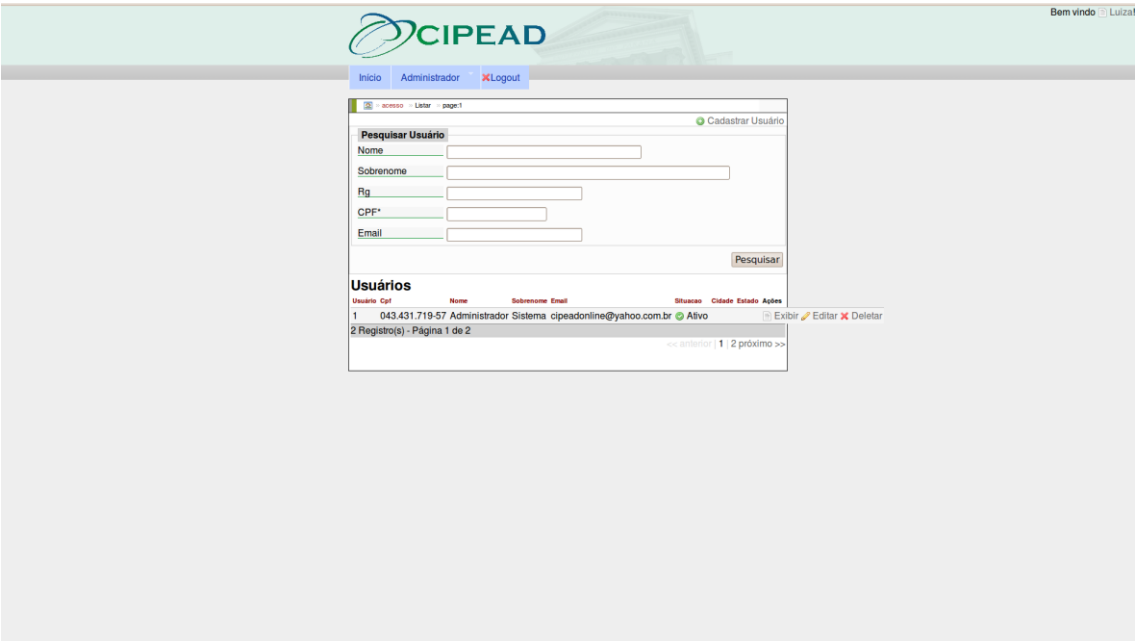 Bem vindo Luiza!
CIPEAD
Início Administrador Logout
acesso Listar page:1
Cadastrar Usuário
Pesquisar Usuário
Nome
Sobrenome
Rg
CPF*
Email
Pesquisar
Usuários
Usuário Cpf Nome Sobrenome Email Situacao Cidade Estado Ações
1 043.431.719-57 Administrador Sistema cipeadonline@yahoo.com.br Ativo Exibir Editar Deletar
2 Registro(s) - Página 1 de 2
<< anterior | 1 | 2 próximo >>